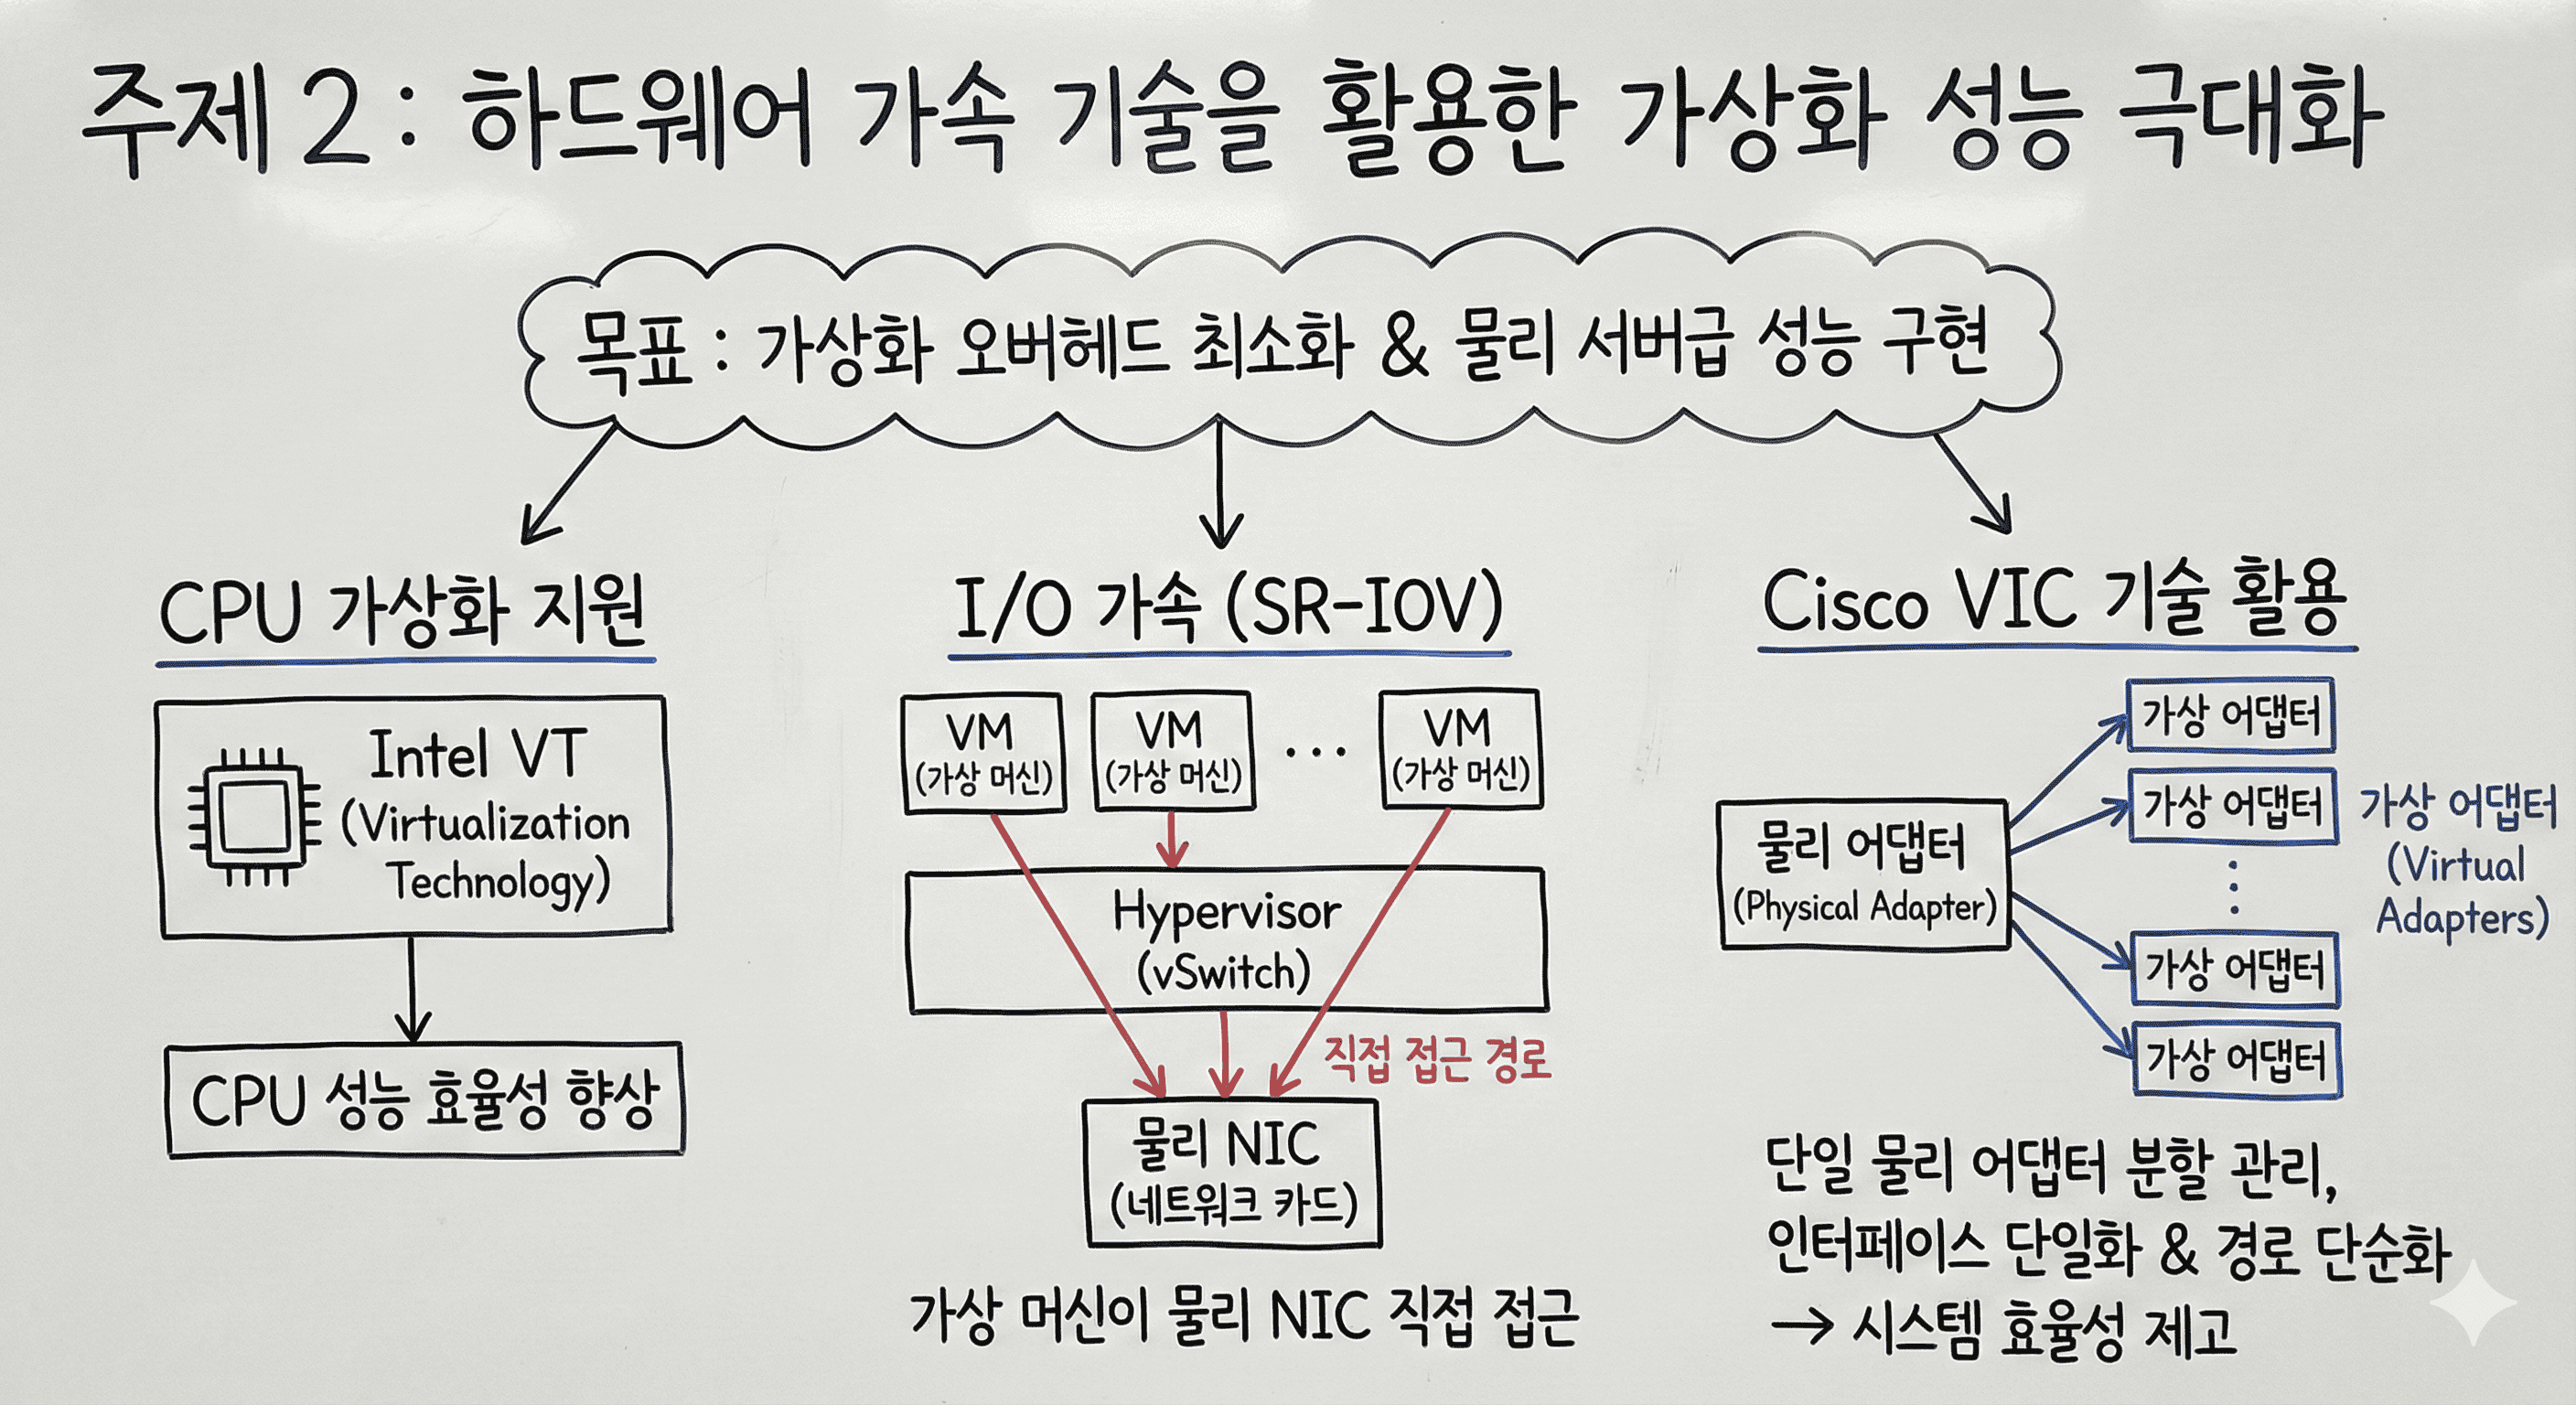 주제 2 : 하드웨어 가속 기술을 활용한 가상화 성능 극대화
목표 : 가상화 오버헤드 최소화 & 물리 서버급 성능 구현
CPU 가상화 지원
Intel VT
(Virtualization
Technology)
CPU 성능 효율성 향상
I/O 가속 (SR-IOV)
VM
(가상 머신)
VM
(가상 머신)
...
VM
(가상 머신)
Hypervisor
(vSwitch)
직접 접근 경로
물리 NIC
(네트워크 카드)
가상 머신이 물리 NIC 직접 접근
Cisco VIC 기술 활용
물리 어댑터
(Physical Adapter)
가상 어댑터
가상 어댑터
가상 어댑터
가상 어댑터
가상 어댑터
(Virtual
Adapters)
단일 물리 어댑터 분할 관리,
인터페이스 단일화 & 경로 단순화
→ 시스템 효율성 제고